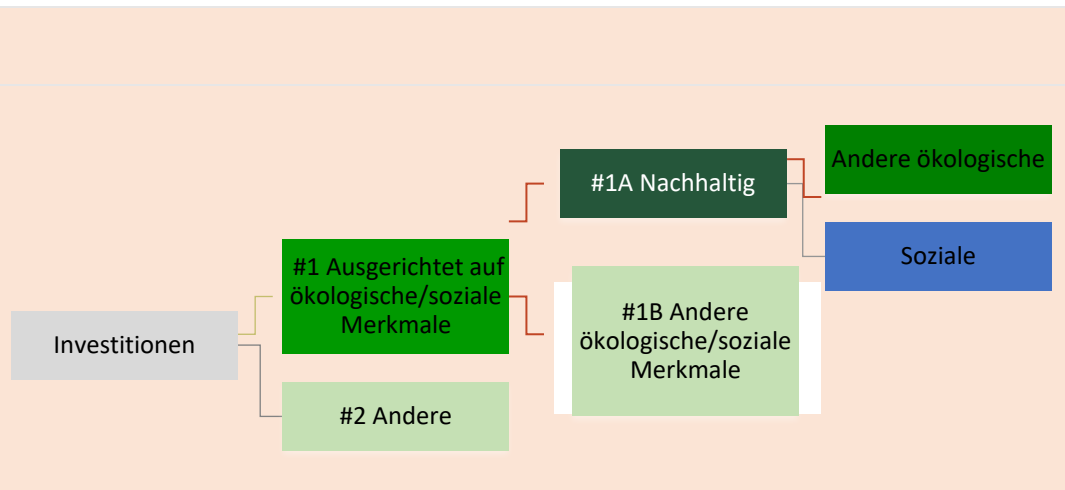 Investitionen
#1 Ausgerichtet auf
ökologische/soziale
Merkmale
#2 Andere
#1A Nachhaltig
#1B Andere
ökologische/soziale
Merkmale
Andere ökologische
Soziale